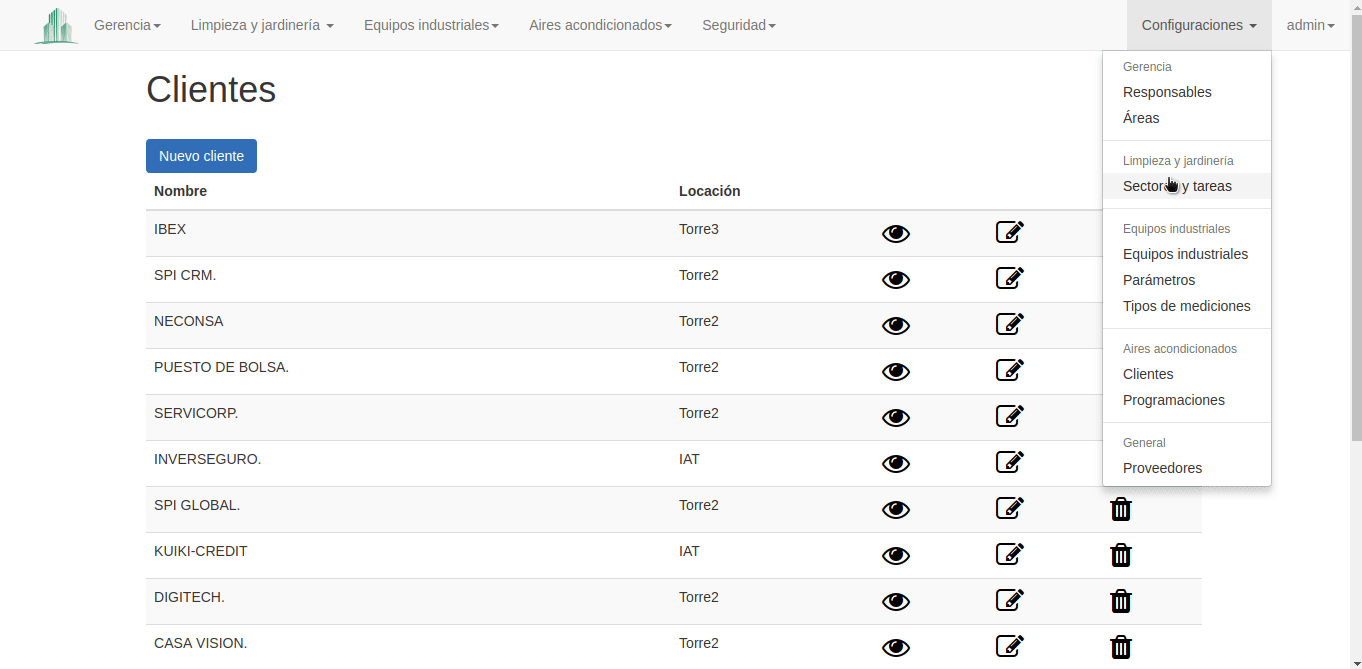 Gerencia Limpieza y jardinería Equipos industriales Aires acondicionados Seguridad Configuraciones admin
Clientes
Nuevo cliente
Nombre Locación
IBEX Torre3
SPI CRM. Torre2
NECONSA Torre2
PUESTO DE BOLSA. Torre2
SERVICORP. Torre2
INVERSEGURO. IAT
SPI GLOBAL. Torre2
KUIKI-CREDIT IAT
DIGITECH. Torre2
CASA VISION. Torre2
Gerencia
Responsables
Áreas
Limpieza y jardinería
Sectores y tareas
Equipos industriales
Equipos industriales
Parámetros
Tipos de mediciones
Aires acondicionados
Clientes
Programaciones
General
Proveedores